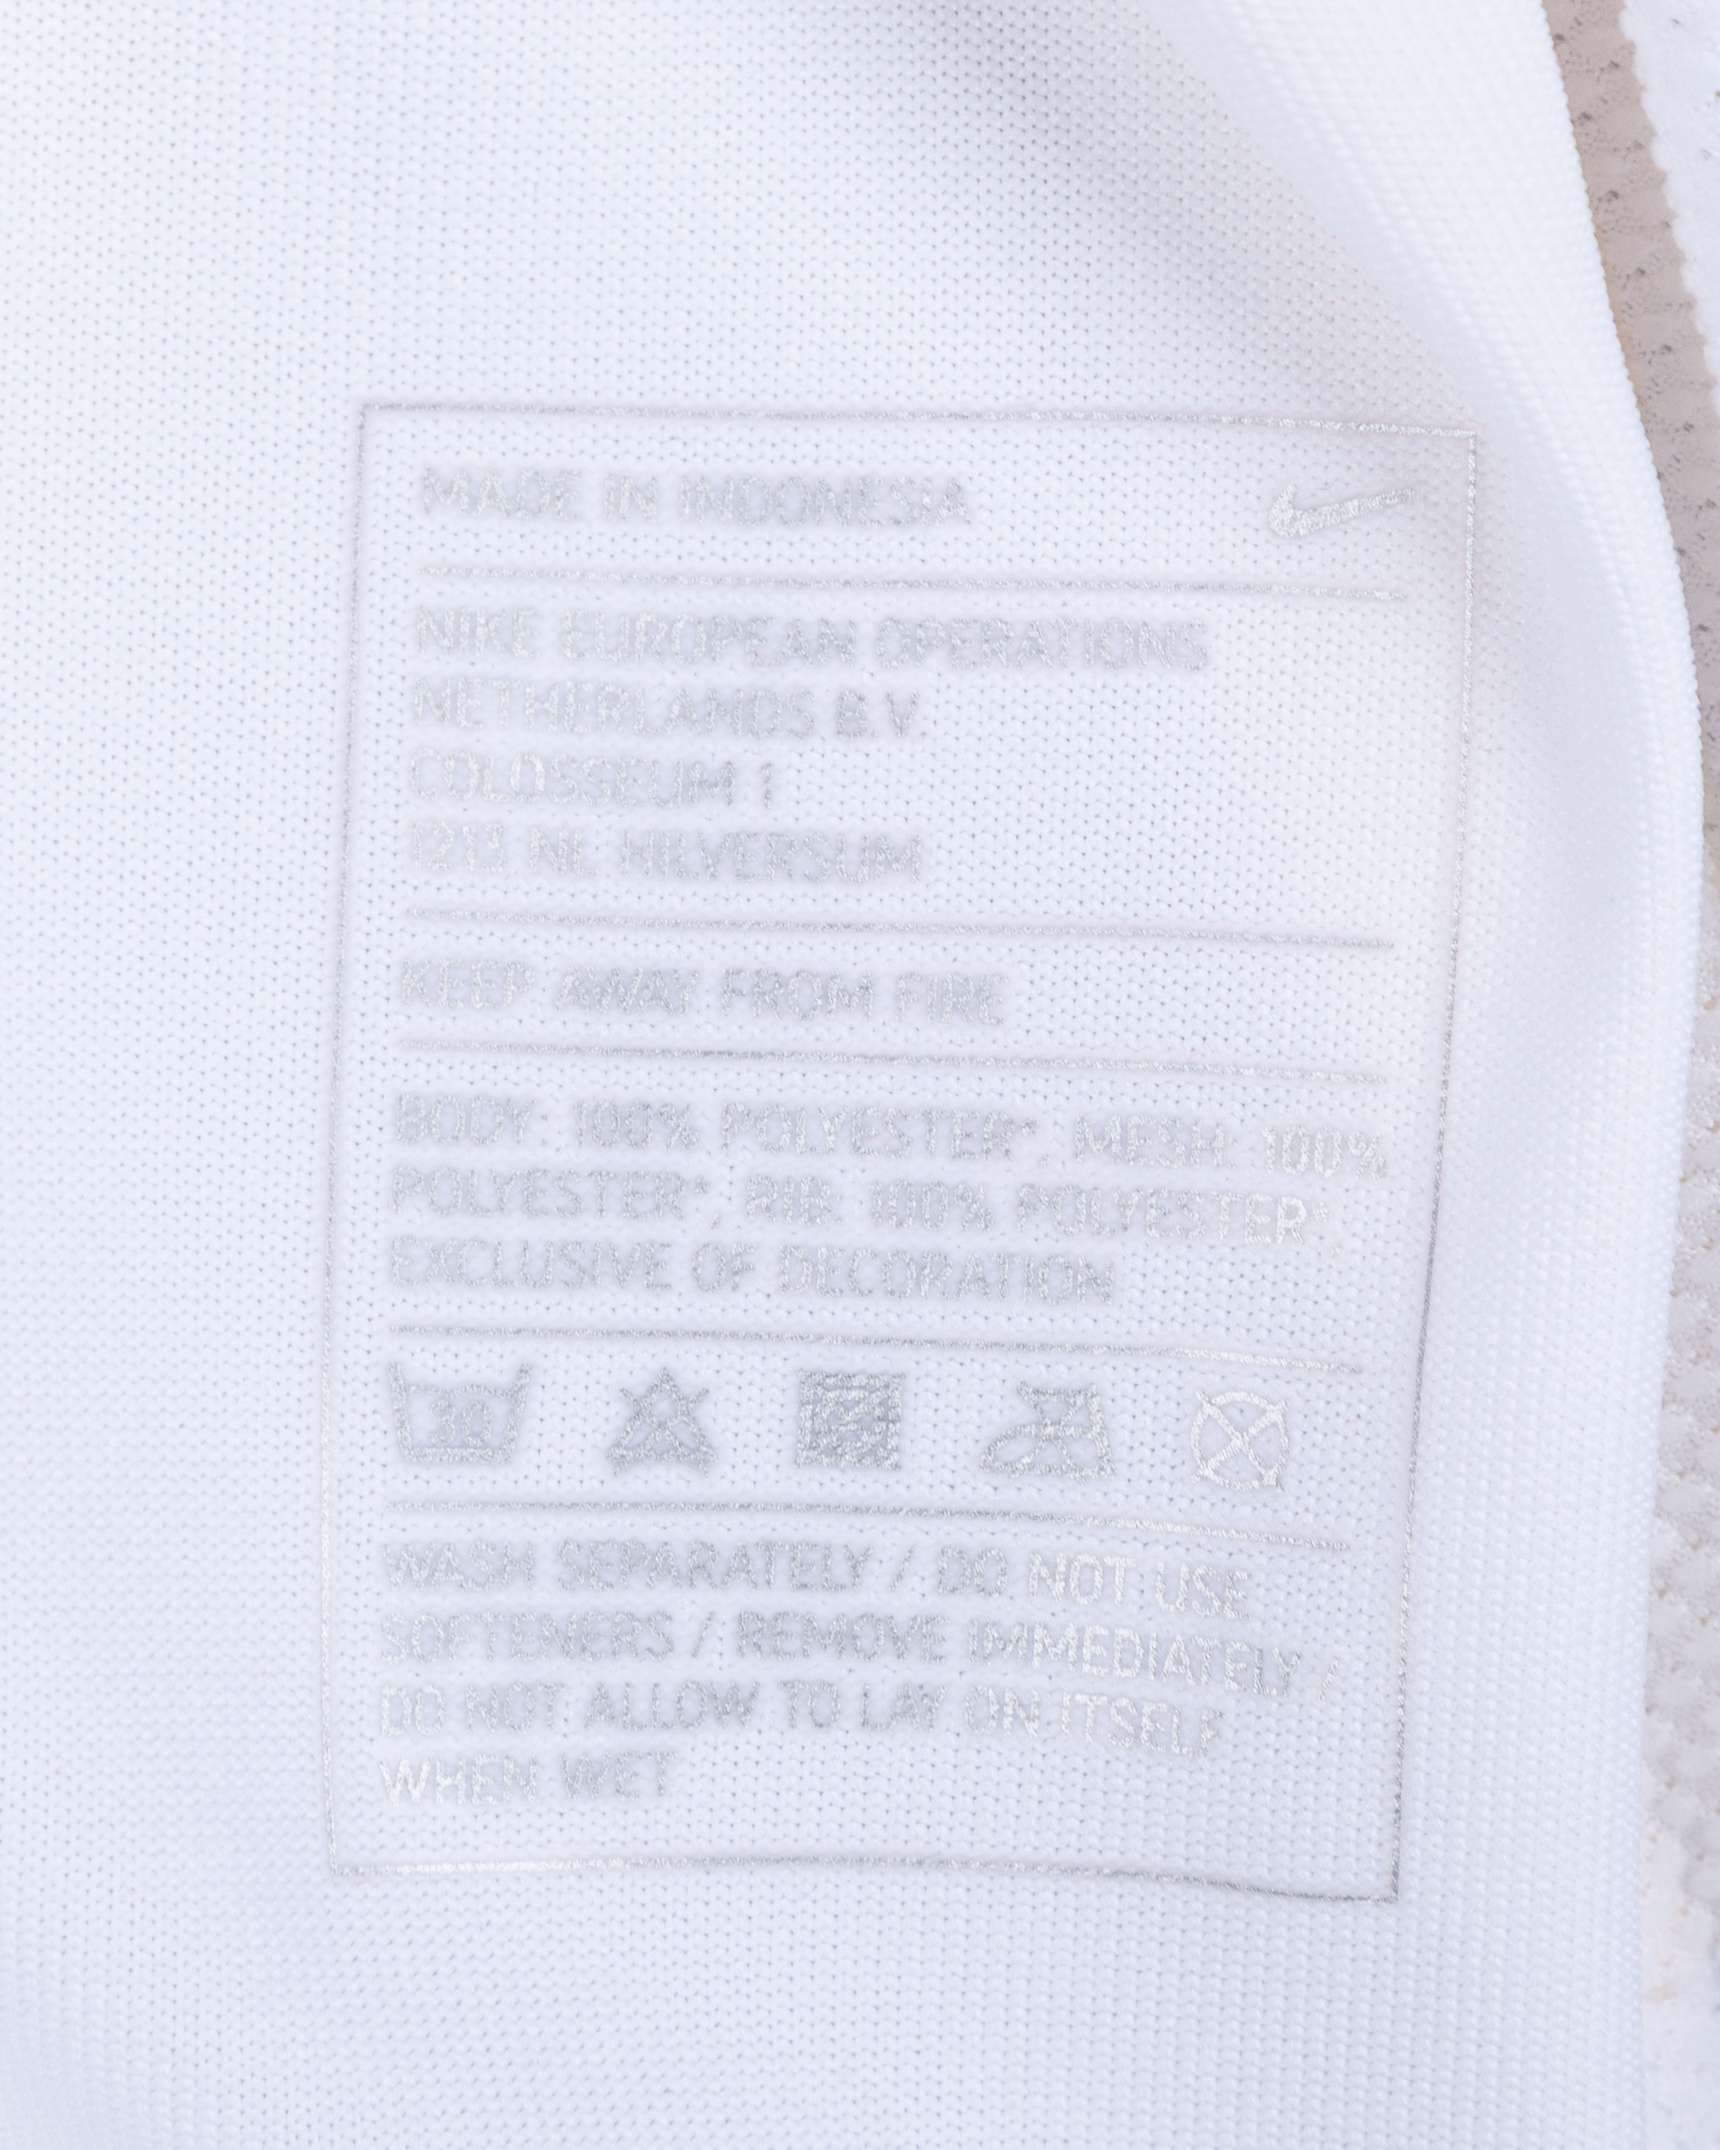 MADE IN INDONESIA
NIKE EUROPEAN OPERATIONS
NETHERLANDS B.V.
COLOSSEUM 1
1213 NL HILVERSUM
KEEP AWAY FROM FIRE
BODY: 100% POLYESTER*, MESH: 100%
POLYESTER*, RIB: 100% POLYESTER*,
EXCLUSIVE OF DECORATION
30
WASH SEPARATELY / DO NOT USE
SOFTENERS / REMOVE IMMEDIATELY /
DO NOT ALLOW TO LAY ON ITSELF
WHEN WET